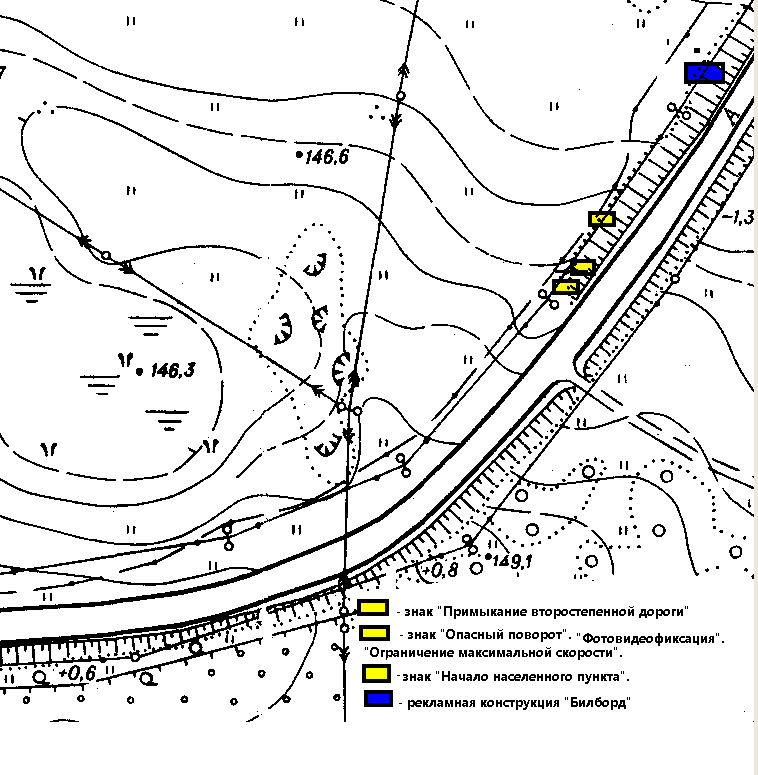 146,6
-1,3
146,3
149,1
+0,8
+0,6
- знак "Примыкание второстепенной дороги"
- знак "Опасный поворот". "Фотовидеофиксация".
"Ограничение максимальной скорости".
- знак "Начало населенного пункта".
- рекламная конструкция "Билборд"